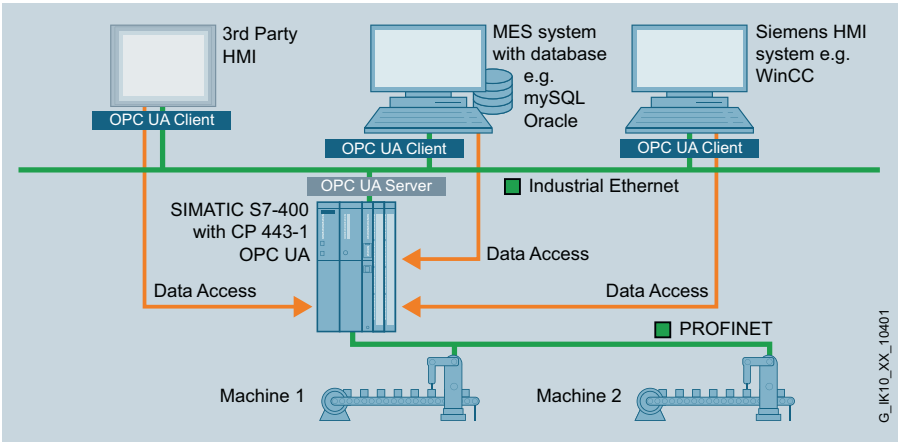 3rd Party
HMI
MES system
with database
e.g.
mySQL
Oracle
Siemens HMI
system e.g.
WinCC
OPC UA Client
OPC UA Client
OPC UA Client
OPC UA Server
Industrial Ethernet
SIMATIC S7-400
with CP 443-1
OPC UA
Data Access
Data Access
Data Access
PROFINET
Machine 1
Machine 2
G_IK10_XX_10401